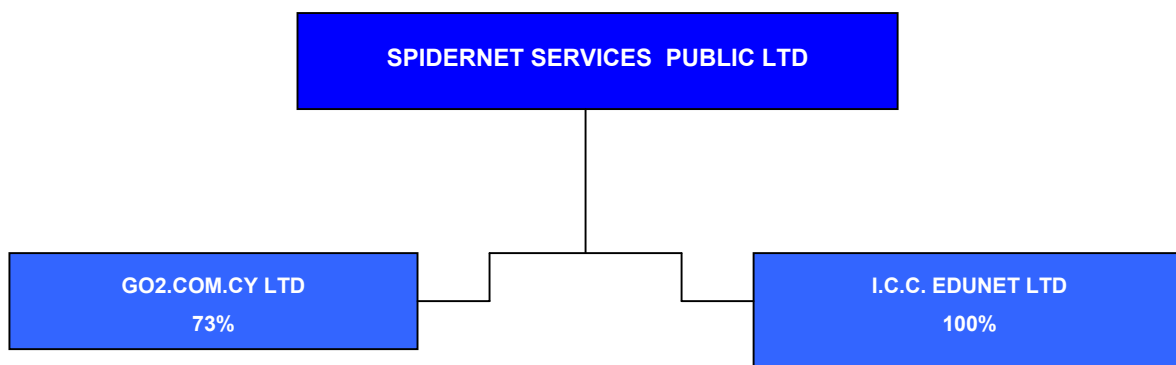 SPIDERNET SERVICES PUBLIC LTD
GO2.COM.CY LTD
73%
I.C.C. EDUNET LTD
100%